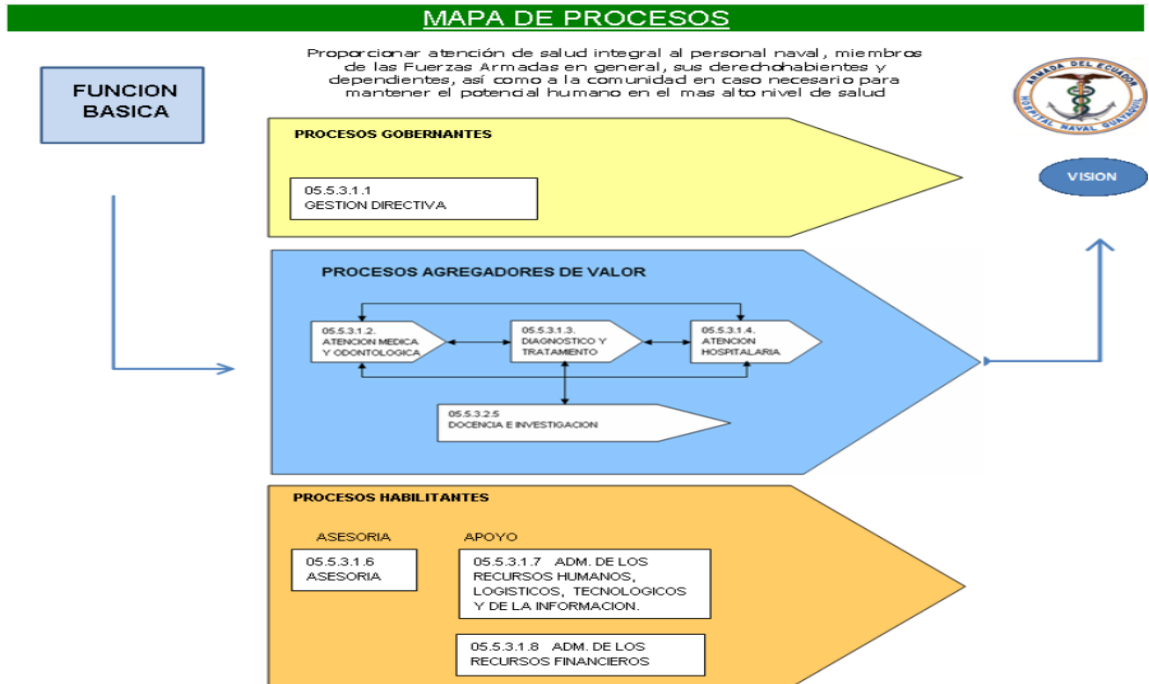 MAPA DE PROCESOS
Proporcionar atención de salud integral al personal naval, miembros
de las Fuerzas Armadas en general, sus derechohabientes y
dependientes, así como a la comunidad en caso necesario para
mantener el potencial humano en el mas alto nivel de salud
FUNCION
BASICA
ARMADA DEL ECUADOR
HOSPITAL NAVAL GUAYAQUIL
VISION
PROCESOS GOBERNANTES
05.5.3.1.1
GESTION DIRECTIVA
PROCESOS AGREGADORES DE VALOR
05.5.3.1.2.
ATENCION MEDICA
Y ODONTOLOGICA
05.5.3.1.3.
DIAGNOSTICO Y
TRATAMIENTO
05.5.3.1.4.
ATENCION
HOSPITALARIA
05.5.3.2.5
DOCENCIA E INVESTIGACION
PROCESOS HABILITANTES
ASESORIA
05.5.3.1.6
ASESORIA
APOYO
05.5.3.1.7 ADM. DE LOS
RECURSOS HUMANOS,
LOGISTICOS, TECNOLOGICOS
Y DE LA INFORMACION.
05.5.3.1.8 ADM. DE LOS
RECURSOS FINANCIEROS